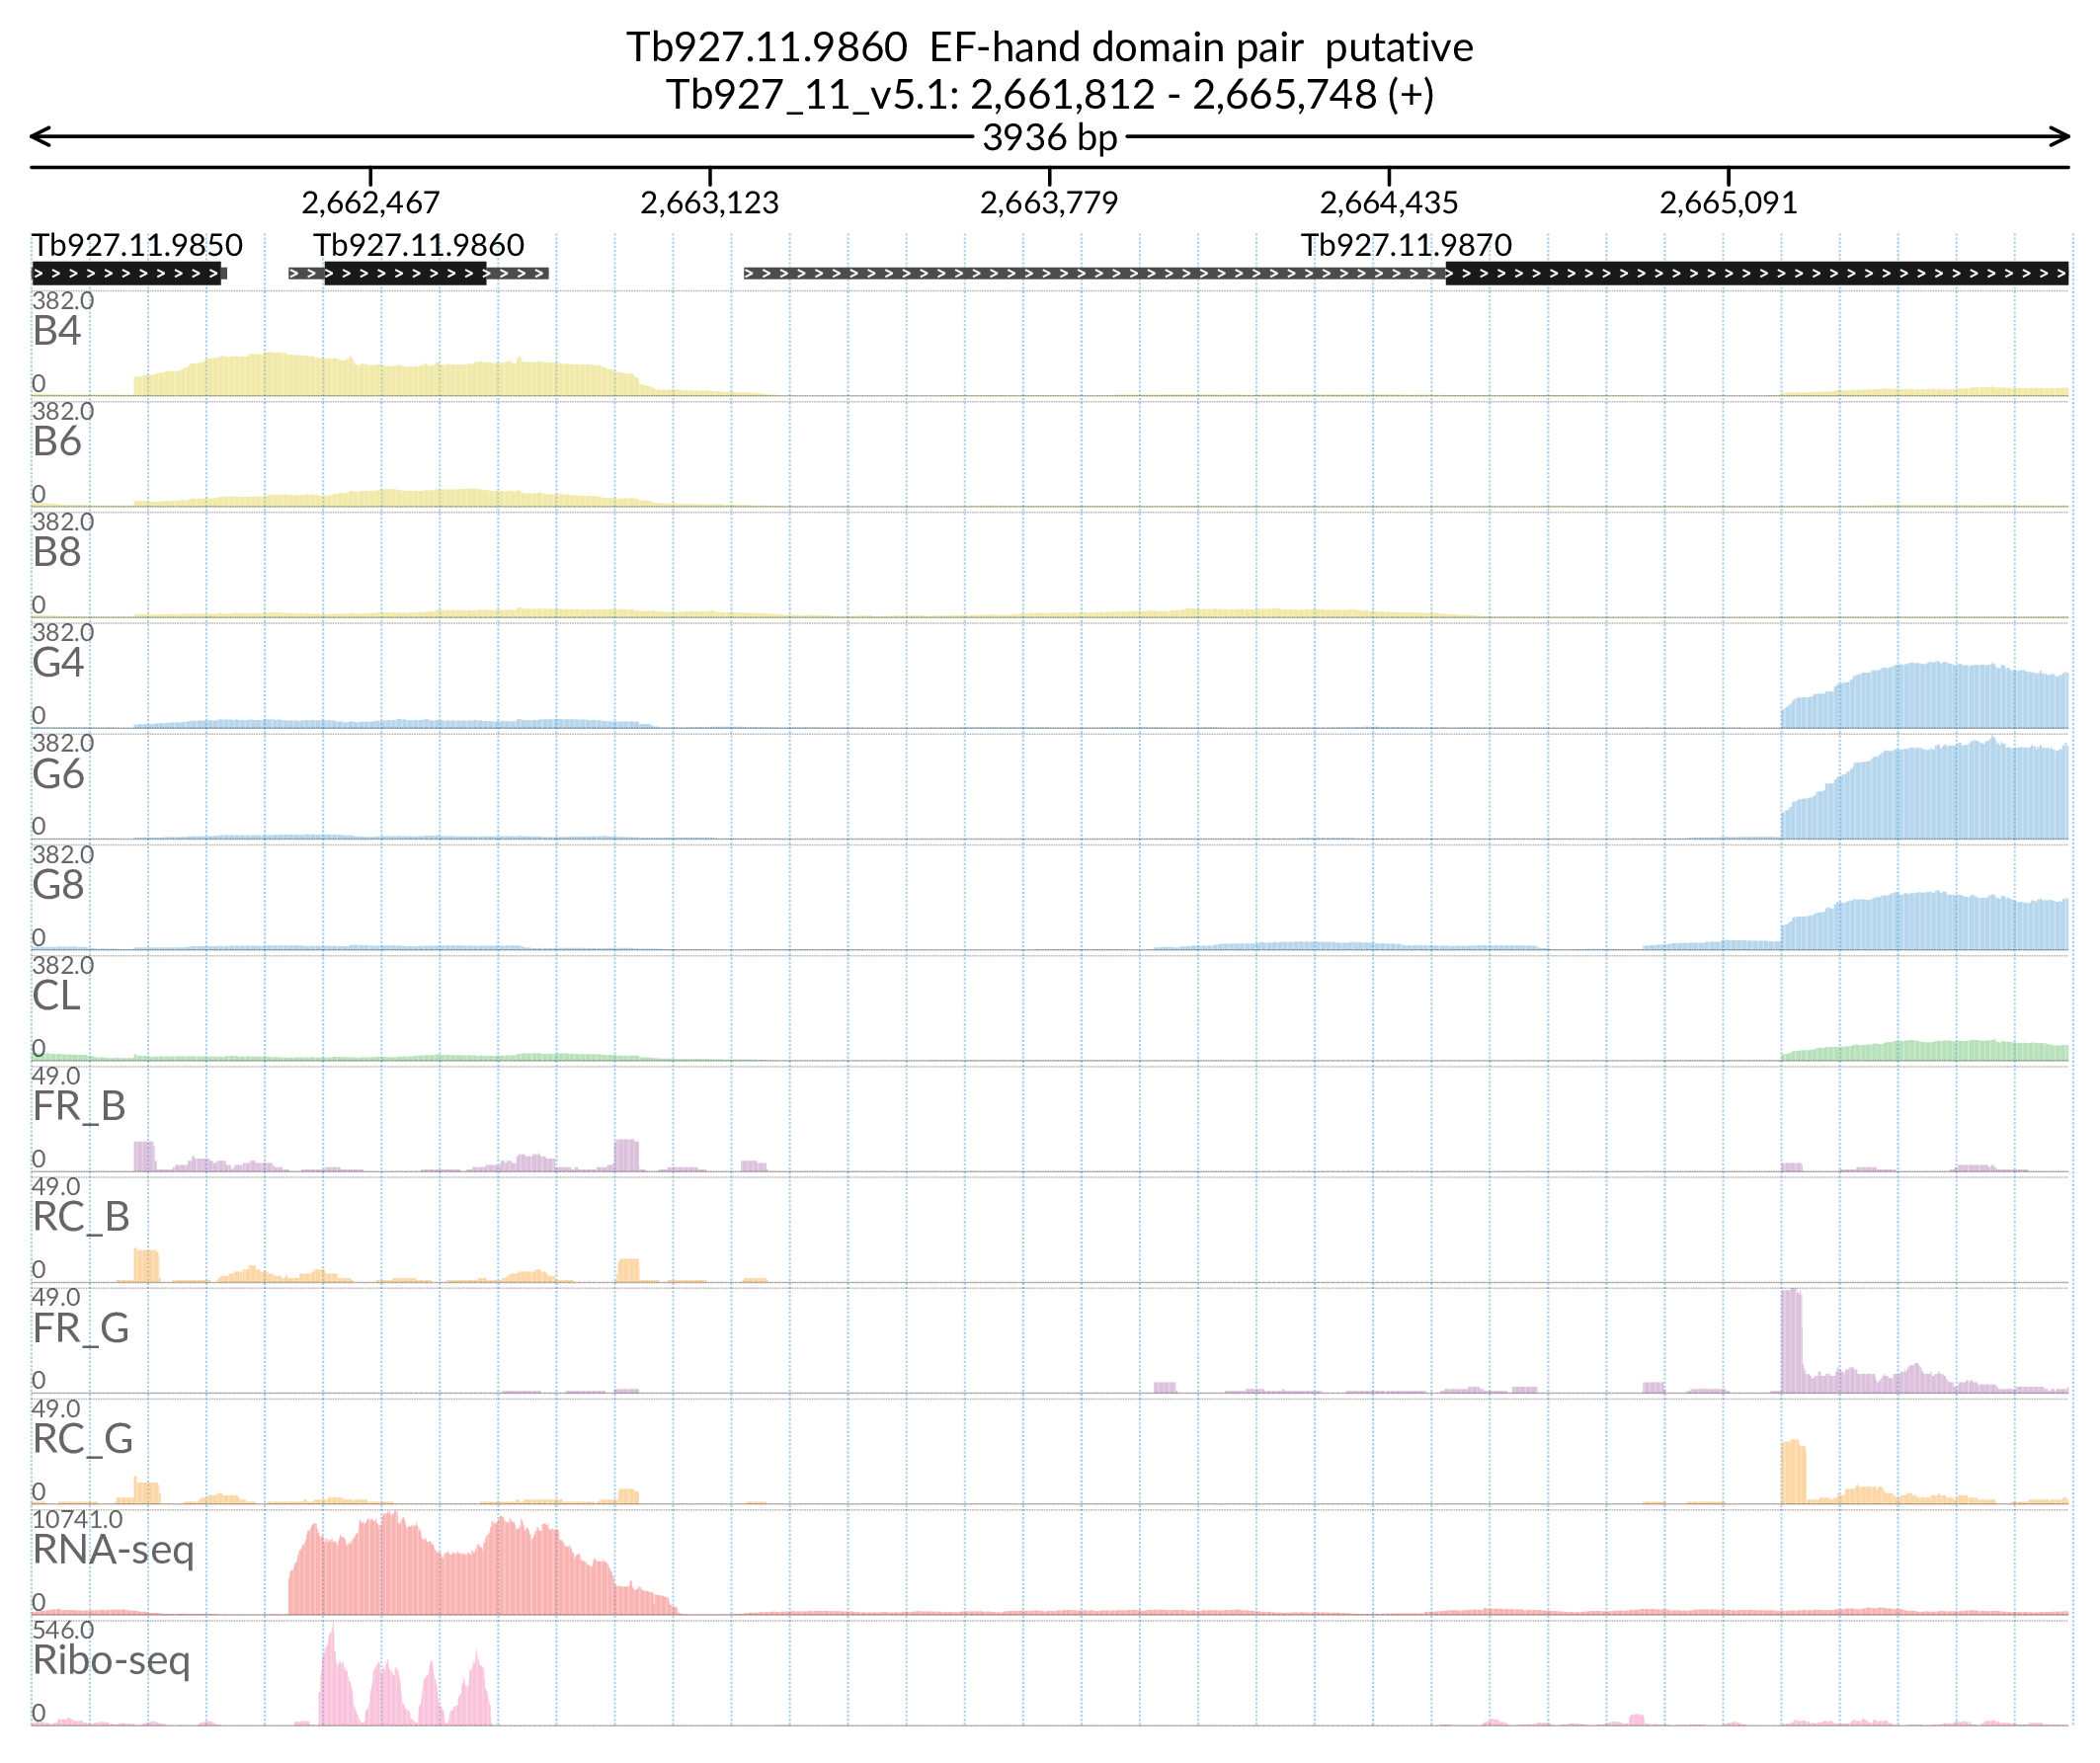 Tb927.11.9860  EF-hand domain pair  putative
Tb927_11_v5.1: 2,661,812 - 2,665,748 (+)
3936 bp
2,662,467 2,663,123 2,663,779 2,664,435 2,665,091
Tb927.11.9850 Tb927.11.9860 Tb927.11.9870
382.0
B4
0
382.0
B6
0
382.0
B8
0
382.0
G4
0
382.0
G6
0
382.0
G8
0
382.0
CL
0
49.0
FR_B
0
49.0
RC_B
0
49.0
FR_G
0
49.0
RC_G
0
10741.0
RNA-seq
0
546.0
Ribo-seq
0